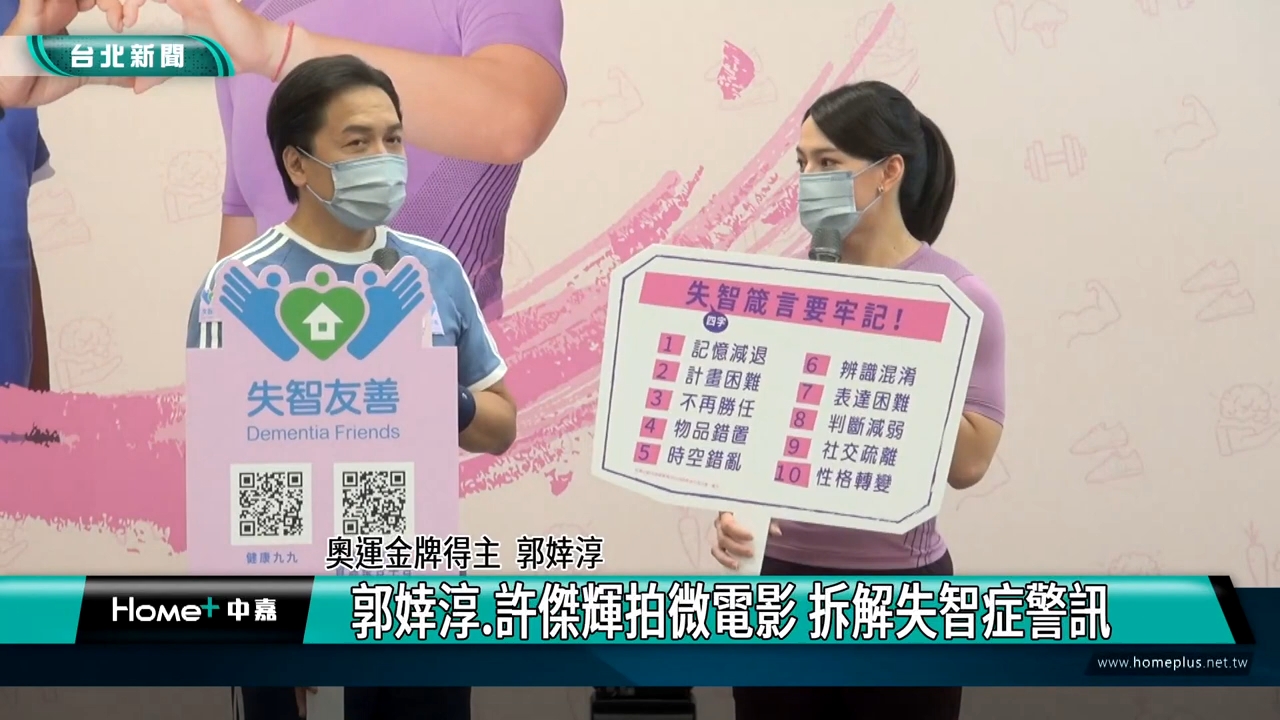 台北新聞
失智箴言要牢記!
四字
1 記憶減退
2 計畫困難
3 不再勝任
4 物品錯置
5 時空錯亂
6 辨識混淆
7 表達困難
8 判斷減弱
9 社交疏離
10 性格轉變
失智友善
Dementia Friends
健康九九
奧運金牌得主 郭婞淳
Home+ 中嘉
郭婞淳.許傑輝拍微電影 拆解失智症警訊
www.homeplus.net.tw